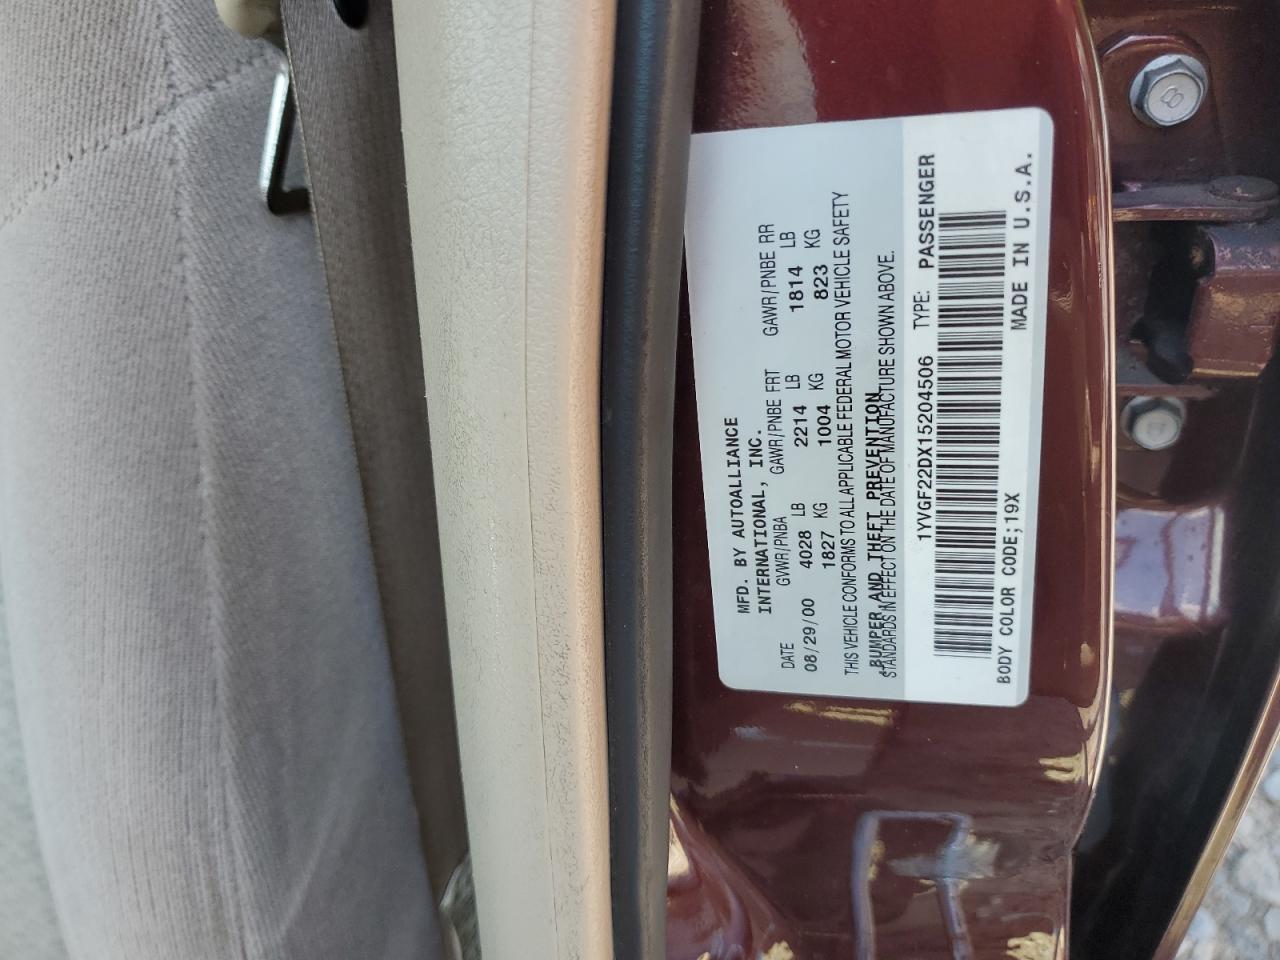 MFD. BY AUTOALLIANCE
INTERNATIONAL, INC.
GVWR/PNBA GAWR/PNBE FRT GAWR/PNBE RR
DATE 4028 LB 2214 LB 1814 LB
08/29/00 1827 KG 1004 KG 823 KG
THIS VEHICLE CONFORMS TO ALL APPLICABLE FEDERAL MOTOR VEHICLE SAFETY
, BUMPER, AND THEFT PREVENTION
STANDARDS IN EFFECT ON THE DATE OF MANUFACTURE SHOWN ABOVE.
1YVGF22DX15204506 TYPE: PASSENGER
BODY COLOR CODE;19X MADE IN U.S.A.
8